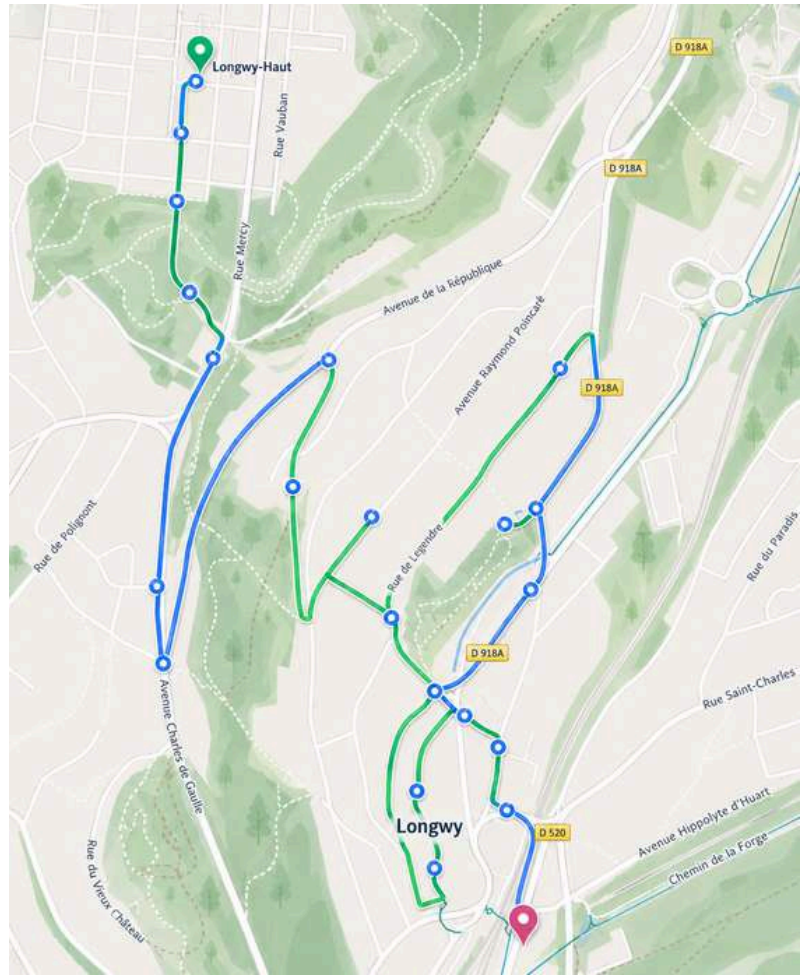 D 918A
Longwy-Haut
Rue Vauban
D 918A
Rue Mercy
Avenue de la République
Avenue Raymond Poincaré
D 918A
Rue de Polignont
Rue de Legendre
Rue du Paradis
D 918A
Rue Saint-Charles
Avenue Charles de Gaulle
Longwy
D 520
Avenue Hippolyte d'Huart
Chemin de la Forge
Rue du Vieux Château